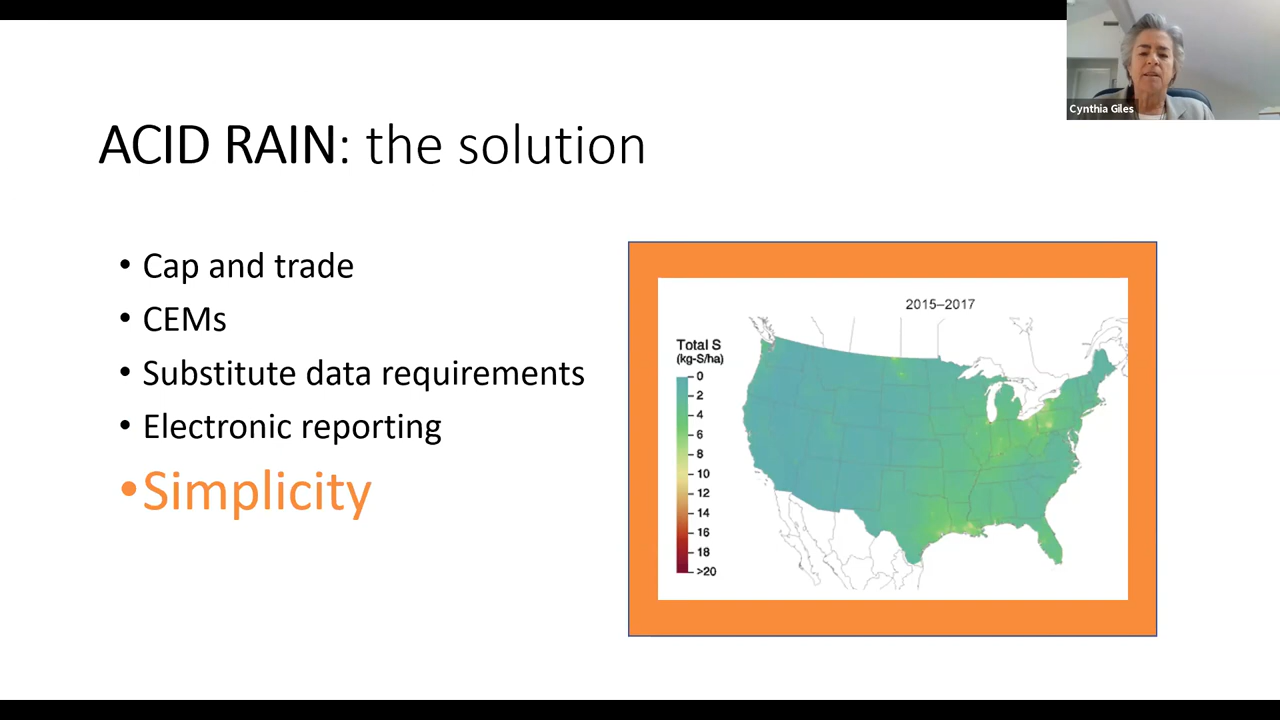 Cynthia Giles
ACID RAIN: the solution
• Cap and trade
• CEMs
• Substitute data requirements
• Electronic reporting
•Simplicity
2015–2017
Total S
(kg-S/ha)
0
2
4
6
8
10
12
14
16
18
>20